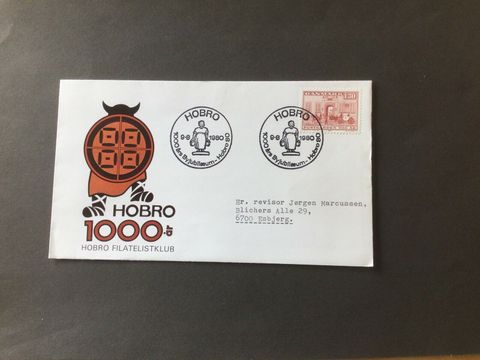 HOBRO
9-8 1980
1000 års Byjubilæum - Hobro 80
HOBRO
9-8 1980
1000 års Byjubilæum - Hobro 80
DANMARK
HOBRO
1000 år
HOBRO FILATELISTKLUB
Hr. revisor Jørgen Marcussen,
Blichers Alle 29,
6700 Esbjerg.